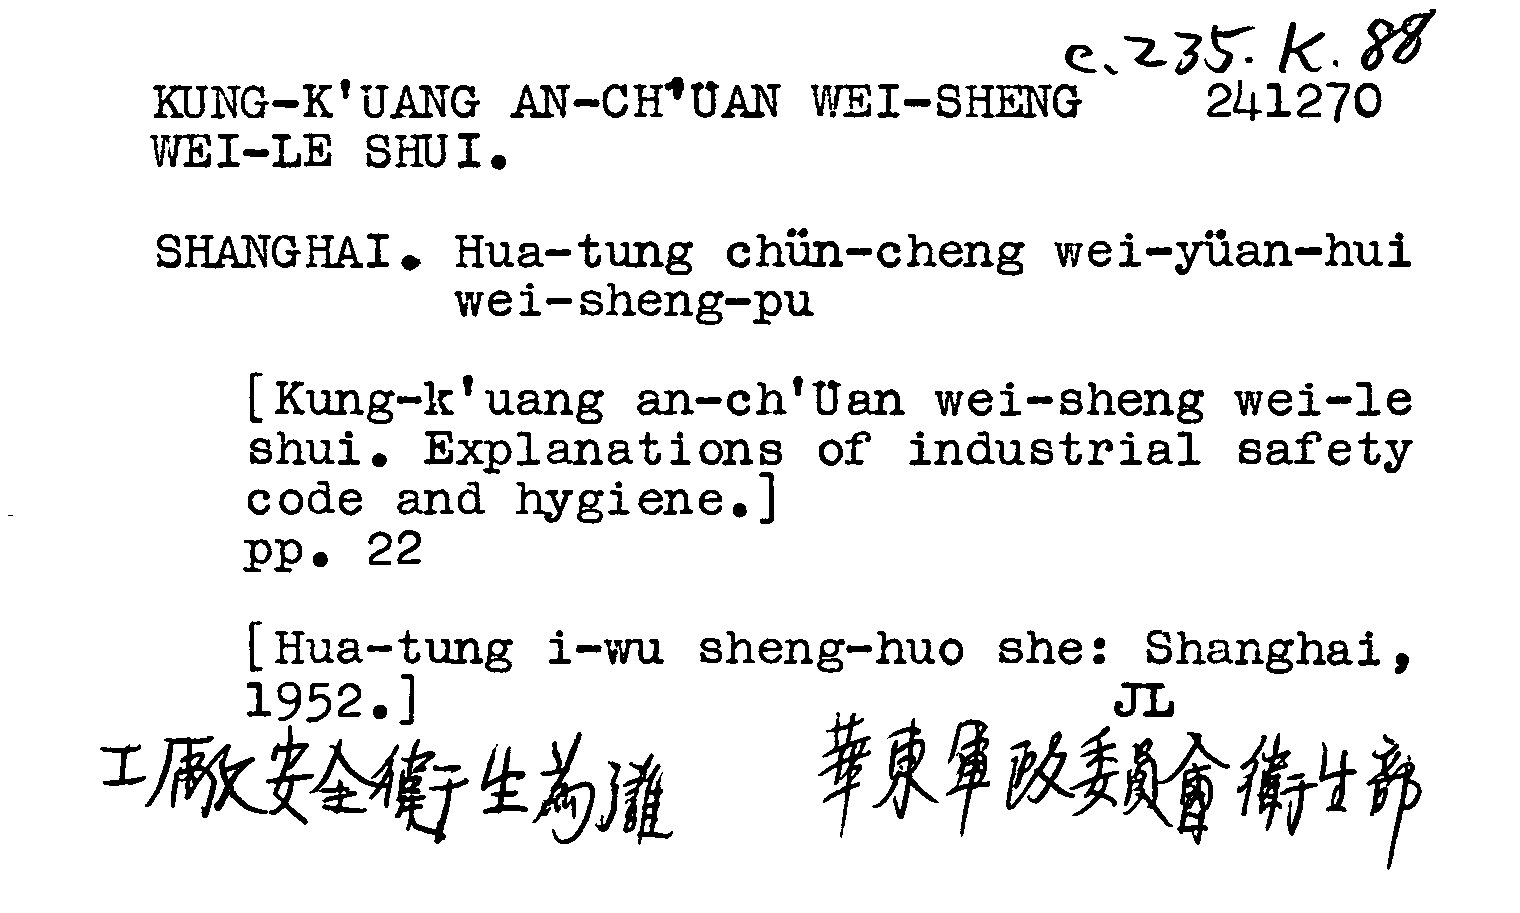 c.235.K.88
KUNG-K'UANG AN-CH'ÜAN WEI-SHENG 241270
WEI-LE SHUI.
SHANGHAI. Hua-tung chün-cheng wei-yüan-hui
wei-sheng-pu
[Kung-k'uang an-ch'Üan wei-sheng wei-le
shui. Explanations of industrial safety
code and hygiene.]
pp. 22
[Hua-tung i-wu sheng-huo she: Shanghai,
1952.] JL
工廠安全衛生為了誰 華東軍政委員會衛生部